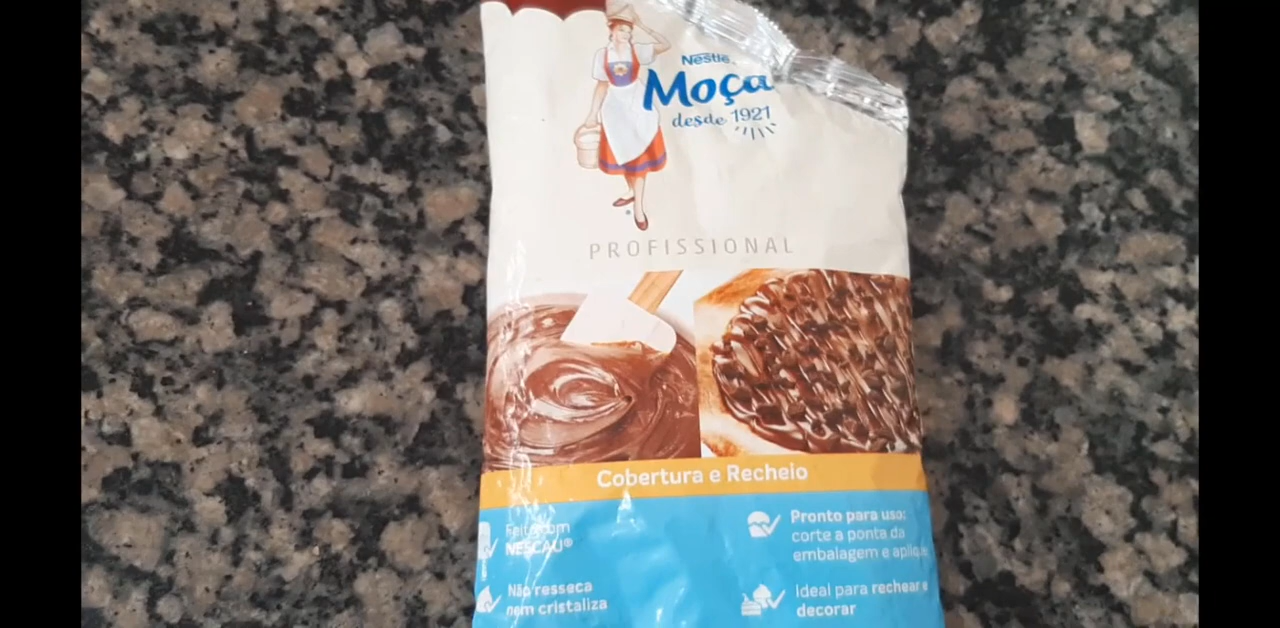 Nestlé
Moça
desde 1921
PROFISSIONAL
Cobertura e Recheio
Feito com
NESCAU®
Não resseca
nem cristaliza
Pronto para uso:
corte a ponta da
embalagem e aplique
Ideal para rechear e
decorar